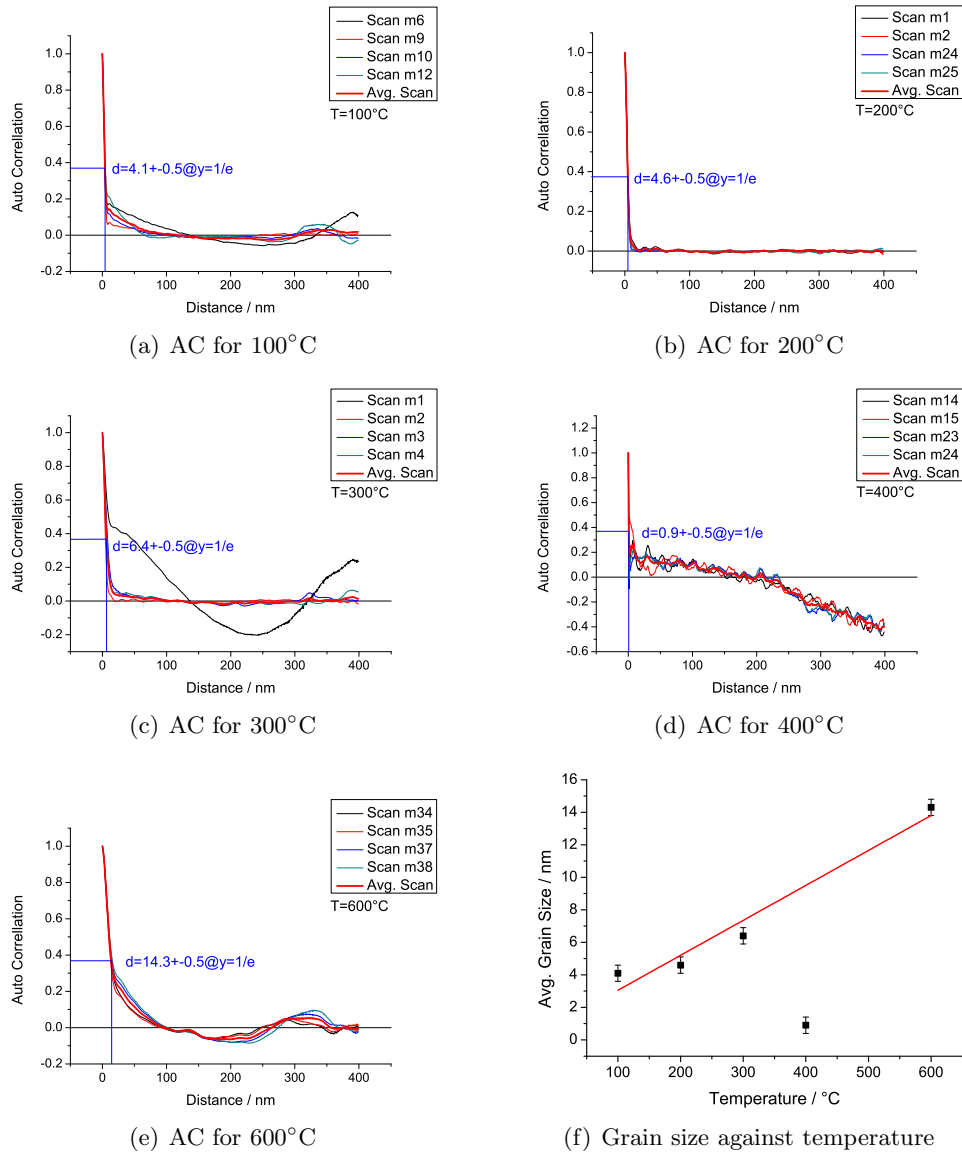 Scan m6
Scan m9
Scan m10
Scan m12
Avg. Scan
T=100°C
1.0
0.8
0.6
0.4
0.2
0.0
-0.2
Auto Correllation
d=4.1+-0.5@y=1/e
0 100 200 300 400
Distance / nm
(a) AC for 100°C
Scan m1
Scan m2
Scan m24
Scan m25
Avg. Scan
T=200°C
1.0
0.8
0.6
0.4
0.2
0.0
Auto Correllation
d=4.6+-0.5@y=1/e
0 100 200 300 400
Distance / nm
(b) AC for 200°C
Scan m1
Scan m2
Scan m3
Scan m4
Avg. Scan
T=300°C
1.0
0.8
0.6
0.4
0.2
0.0
-0.2
Auto Correllation
d=6.4+-0.5@y=1/e
0 100 200 300 400
Distance / nm
(c) AC for 300°C
Scan m14
Scan m15
Scan m23
Scan m24
Avg. Scan
T=400°C
1.2
1.0
0.8
0.6
0.4
0.2
0.0
-0.2
-0.4
-0.6
Auto Correllation
d=0.9+-0.5@y=1/e
0 100 200 300 400
Distance / nm
(d) AC for 400°C
Scan m34
Scan m35
Scan m37
Scan m38
Avg. Scan
T=600°C
1.0
0.8
0.6
0.4
0.2
0.0
-0.2
Auto Correllation
d=14.3+-0.5@y=1/e
0 100 200 300 400
Distance / nm
(e) AC for 600°C
16
14
12
10
8
6
4
2
0
Avg. Grain Size / nm
100 200 300 400 500 600
Temperature / °C
(f) Grain size against temperature